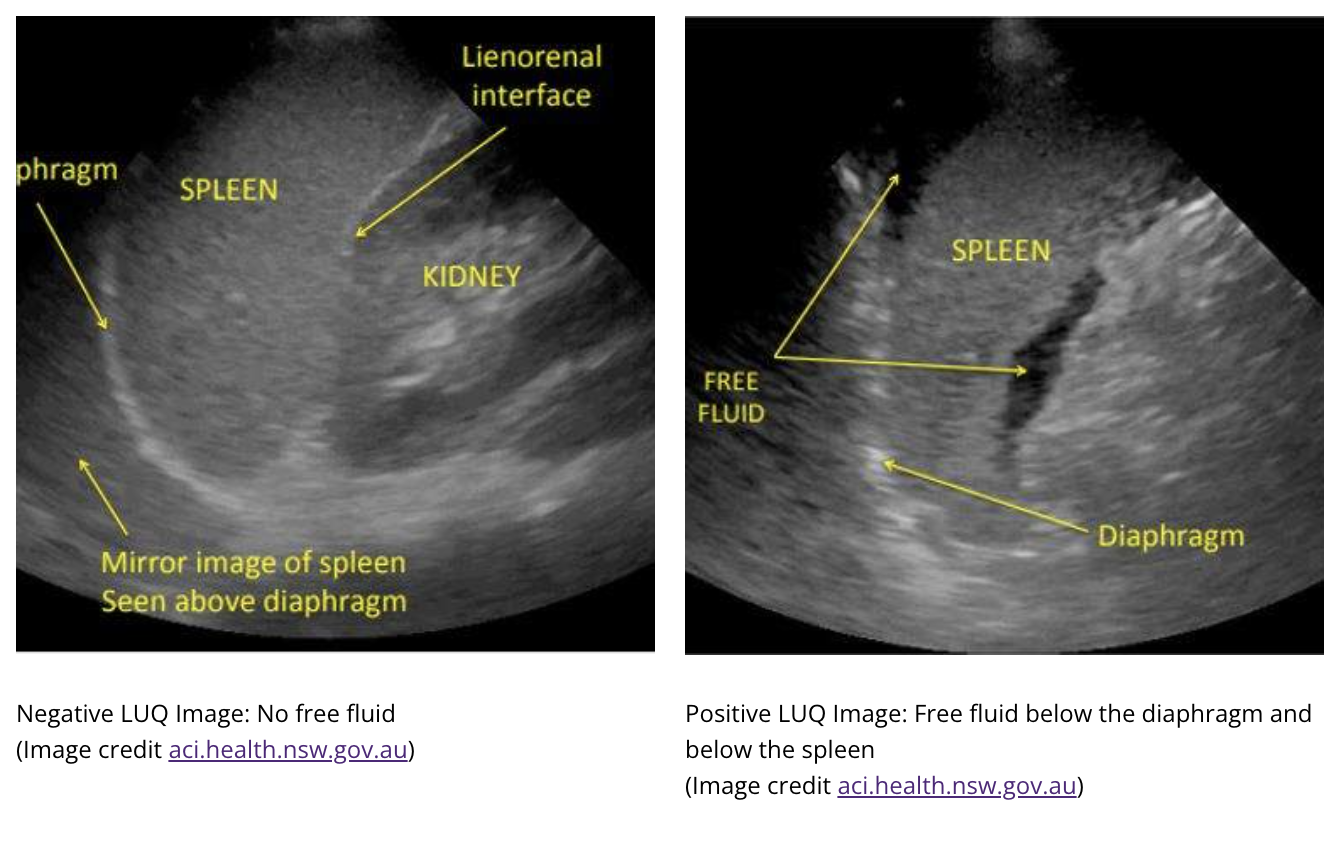 Lienorenal
interface
phragm
SPLEEN
KIDNEY
Mirror image of spleen
Seen above diaphragm
SPLEEN
FREE
FLUID
Diaphragm
Negative LUQ Image: No free fluid
(Image credit aci.health.nsw.gov.au)
Positive LUQ Image: Free fluid below the diaphragm and
below the spleen
(Image credit aci.health.nsw.gov.au)